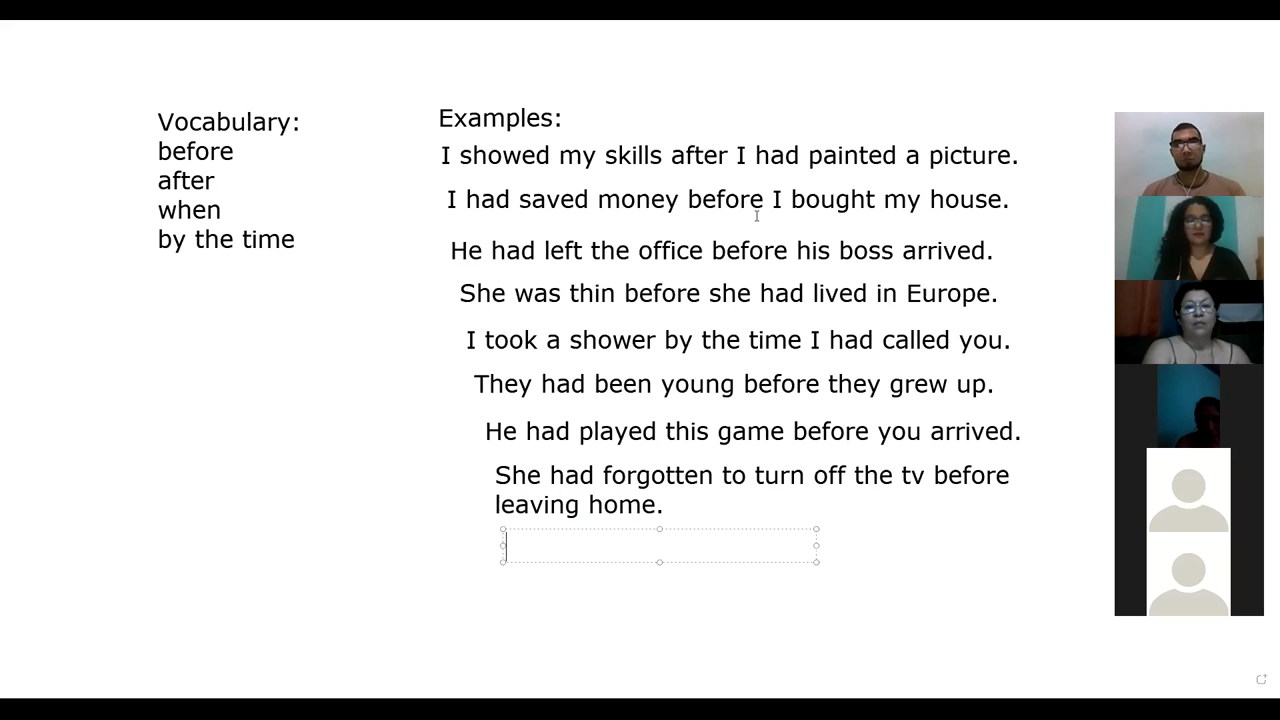 Vocabulary:
before
after
when
by the time
Examples:
I showed my skills after I had painted a picture.
I had saved money before I bought my house.
He had left the office before his boss arrived.
She was thin before she had lived in Europe.
I took a shower by the time I had called you.
They had been young before they grew up.
He had played this game before you arrived.
She had forgotten to turn off the tv before
leaving home.